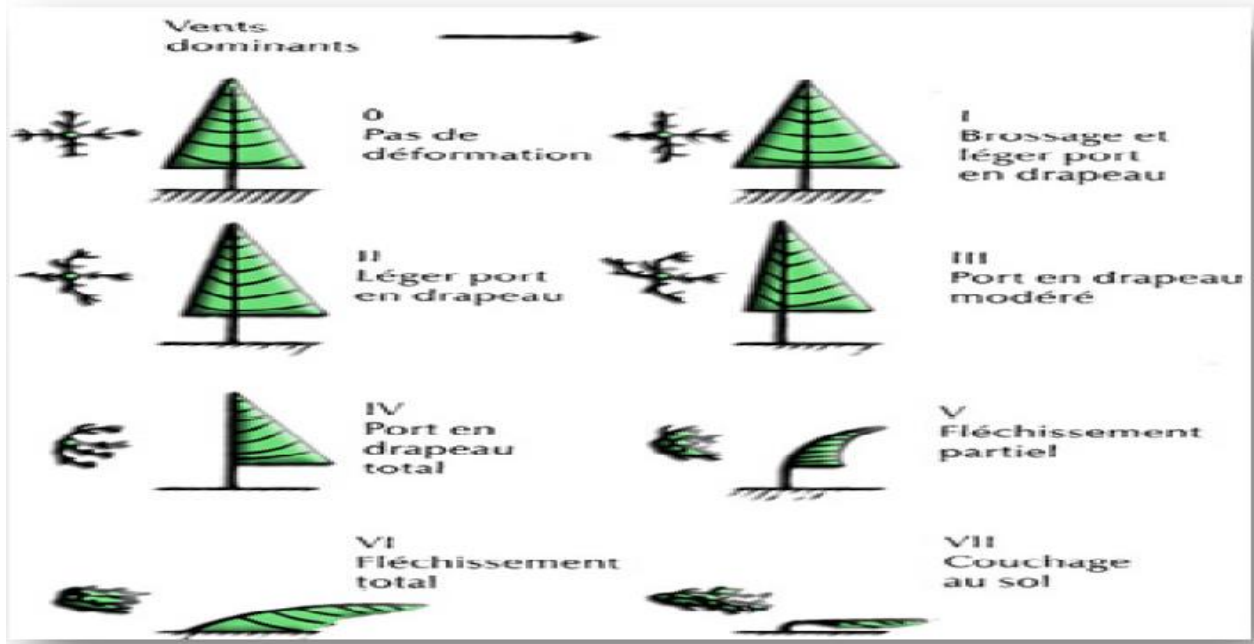 Vents
dominants
0
Pas de
déformation
I
Brossage et
léger port
en drapeau
II
Léger port
en drapeau
III
Port en drapeau
modéré
IV
Port en
drapeau
total
V
Fléchissement
partiel
VI
Fléchissement
total
VII
Couchage
au sol